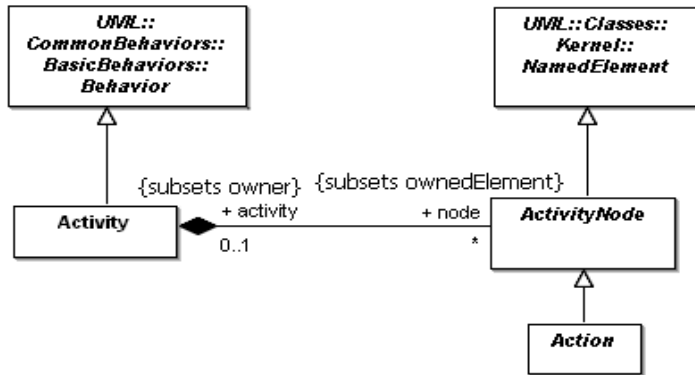 UML::
CommonBehaviors::
BasicBehaviors::
Behavior
UML::Classes::
Kernel::
NamedElement
{subsets owner}
{subsets ownedElement}
Activity
+ activity
+ node
ActivityNode
0..1
*
Action